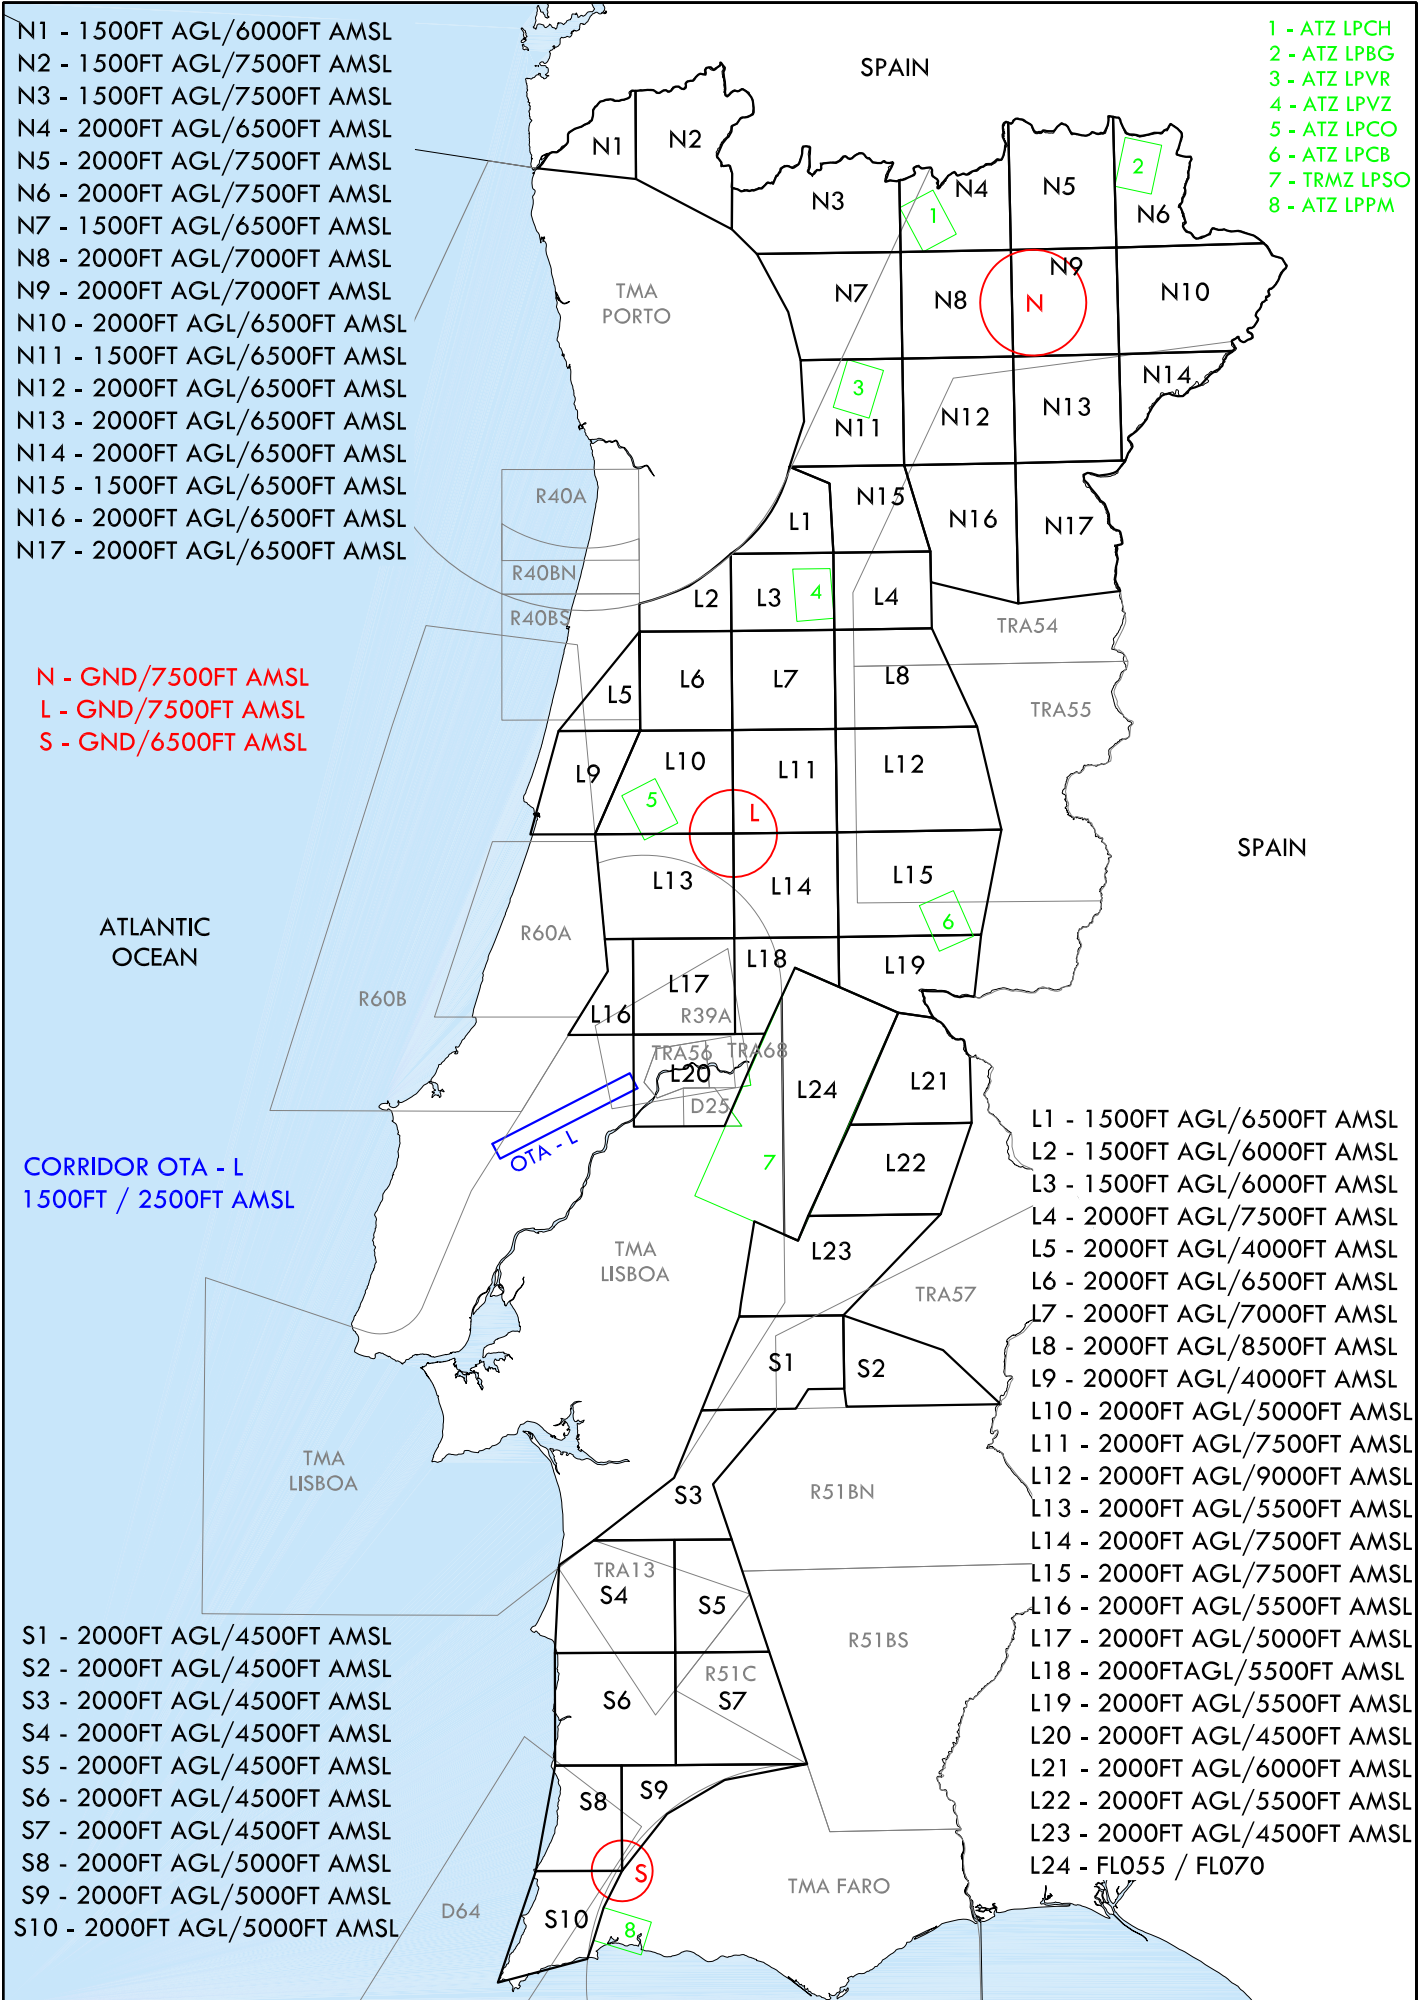 N1 - 1500FT AGL/6000FT AMSL
N2 - 1500FT AGL/7500FT AMSL
N3 - 1500FT AGL/7500FT AMSL
N4 - 2000FT AGL/6500FT AMSL
N5 - 2000FT AGL/7500FT AMSL
N6 - 2000FT AGL/7500FT AMSL
N7 - 1500FT AGL/6500FT AMSL
N8 - 2000FT AGL/7000FT AMSL
N9 - 2000FT AGL/7000FT AMSL
N10 - 2000FT AGL/6500FT AMSL
N11 - 1500FT AGL/6500FT AMSL
N12 - 2000FT AGL/6500FT AMSL
N13 - 2000FT AGL/6500FT AMSL
N14 - 2000FT AGL/6500FT AMSL
N15 - 1500FT AGL/6500FT AMSL
N16 - 2000FT AGL/6500FT AMSL
N17 - 2000FT AGL/6500FT AMSL
1 - ATZ LPCH
2 - ATZ LPBG
3 - ATZ LPVR
4 - ATZ LPVZ
5 - ATZ LPCO
6 - ATZ LPCB
7 - TRMZ LPSO
8 - ATZ LPPM
SPAIN
N1
N2
N3
N4
N5
N6
1
2
TMA
PORTO
N7
N8
N9
N
N10
3
N11
N12
N13
N14
R40A
L1
N15
N16
N17
R40BN
R40BS
L2
L3
4
L4
TRA54
N - GND/7500FT AMSL
L - GND/7500FT AMSL
S - GND/6500FT AMSL
L5
L6
L7
L8
TRA55
L9
L10
L11
L12
5
L
SPAIN
L13
L14
L15
6
ATLANTIC
OCEAN
R60A
R60B
L16
L17
L18
L19
R39A
TRA56
TRA68
L20
D25
L24
L21
OTA - L
7
L22
CORRIDOR OTA - L
1500FT / 2500FT AMSL
TMA
LISBOA
L23
TRA57
L1 - 1500FT AGL/6500FT AMSL
L2 - 1500FT AGL/6000FT AMSL
L3 - 1500FT AGL/6000FT AMSL
L4 - 2000FT AGL/7500FT AMSL
L5 - 2000FT AGL/4000FT AMSL
L6 - 2000FT AGL/6500FT AMSL
L7 - 2000FT AGL/7000FT AMSL
L8 - 2000FT AGL/8500FT AMSL
L9 - 2000FT AGL/4000FT AMSL
L10 - 2000FT AGL/5000FT AMSL
L11 - 2000FT AGL/7500FT AMSL
L12 - 2000FT AGL/9000FT AMSL
L13 - 2000FT AGL/5500FT AMSL
L14 - 2000FT AGL/7500FT AMSL
L15 - 2000FT AGL/7500FT AMSL
L16 - 2000FT AGL/5500FT AMSL
L17 - 2000FT AGL/5000FT AMSL
L18 - 2000FTAGL/5500FT AMSL
L19 - 2000FT AGL/5500FT AMSL
L20 - 2000FT AGL/4500FT AMSL
L21 - 2000FT AGL/6000FT AMSL
L22 - 2000FT AGL/5500FT AMSL
L23 - 2000FT AGL/4500FT AMSL
L24 - FL055 / FL070
S1
S2
TMA
LISBOA
S3
R51BN
TRA13
S4
S5
R51BS
S6
R51C
S7
S8
S9
S
TMA FARO
D64
S10
8
S1 - 2000FT AGL/4500FT AMSL
S2 - 2000FT AGL/4500FT AMSL
S3 - 2000FT AGL/4500FT AMSL
S4 - 2000FT AGL/4500FT AMSL
S5 - 2000FT AGL/4500FT AMSL
S6 - 2000FT AGL/4500FT AMSL
S7 - 2000FT AGL/4500FT AMSL
S8 - 2000FT AGL/5000FT AMSL
S9 - 2000FT AGL/5000FT AMSL
S10 - 2000FT AGL/5000FT AMSL